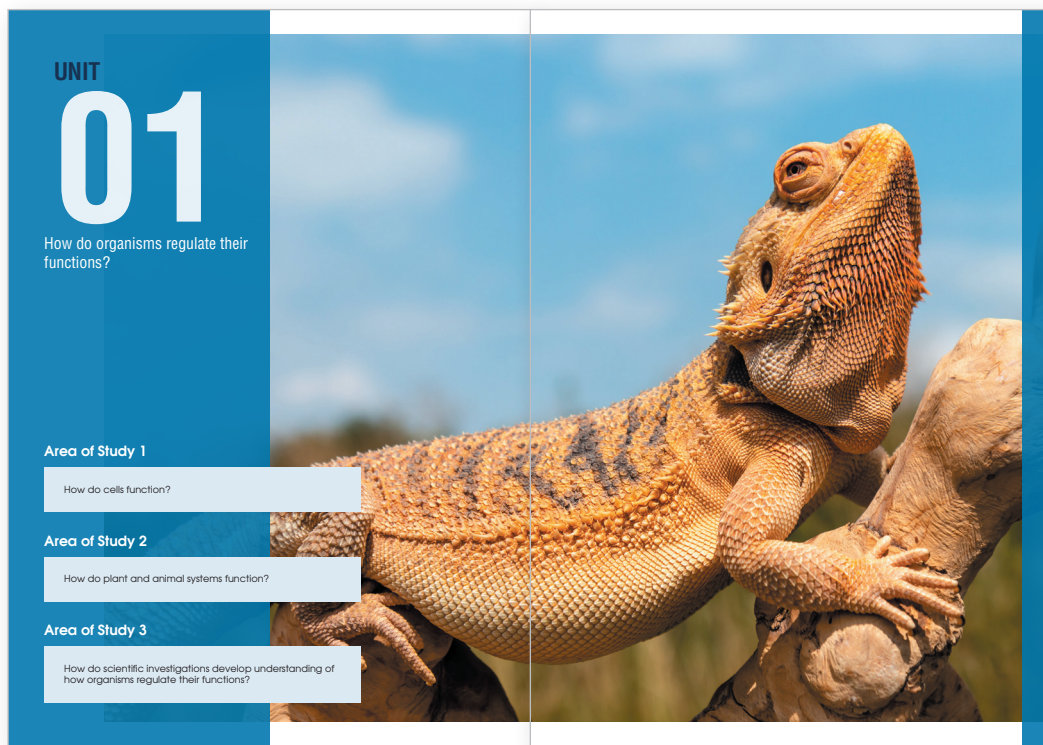 UNIT
01
How do organisms regulate their
functions?
Area of Study 1
How do cells function?
Area of Study 2
How do plant and animal systems function?
Area of Study 3
How do scientific investigations develop understanding of
how organisms regulate their functions?